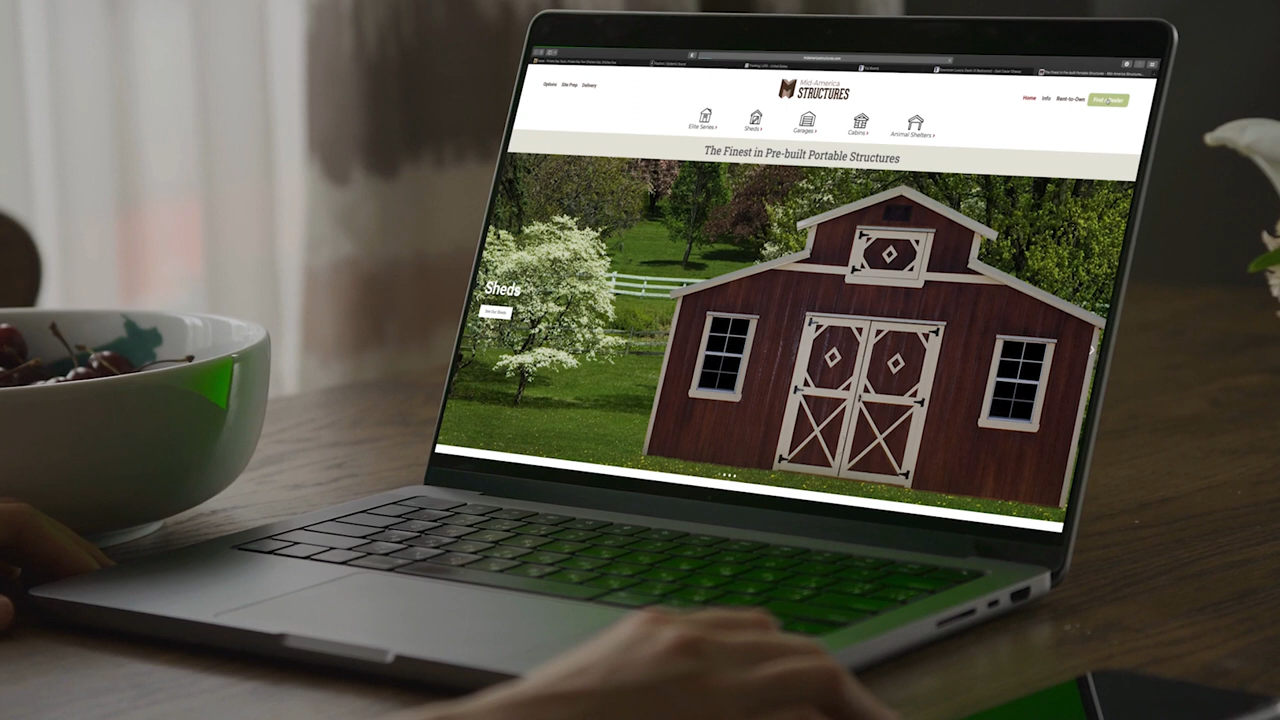 Options Site Prep Delivery
Mid-America
STRUCTURES
Home Info Rent-to-Own Find a Dealer
Elite Series Sheds Garages Cabins Animal Shelters
The Finest in Pre-built Portable Structures
Sheds
See Our Sheds